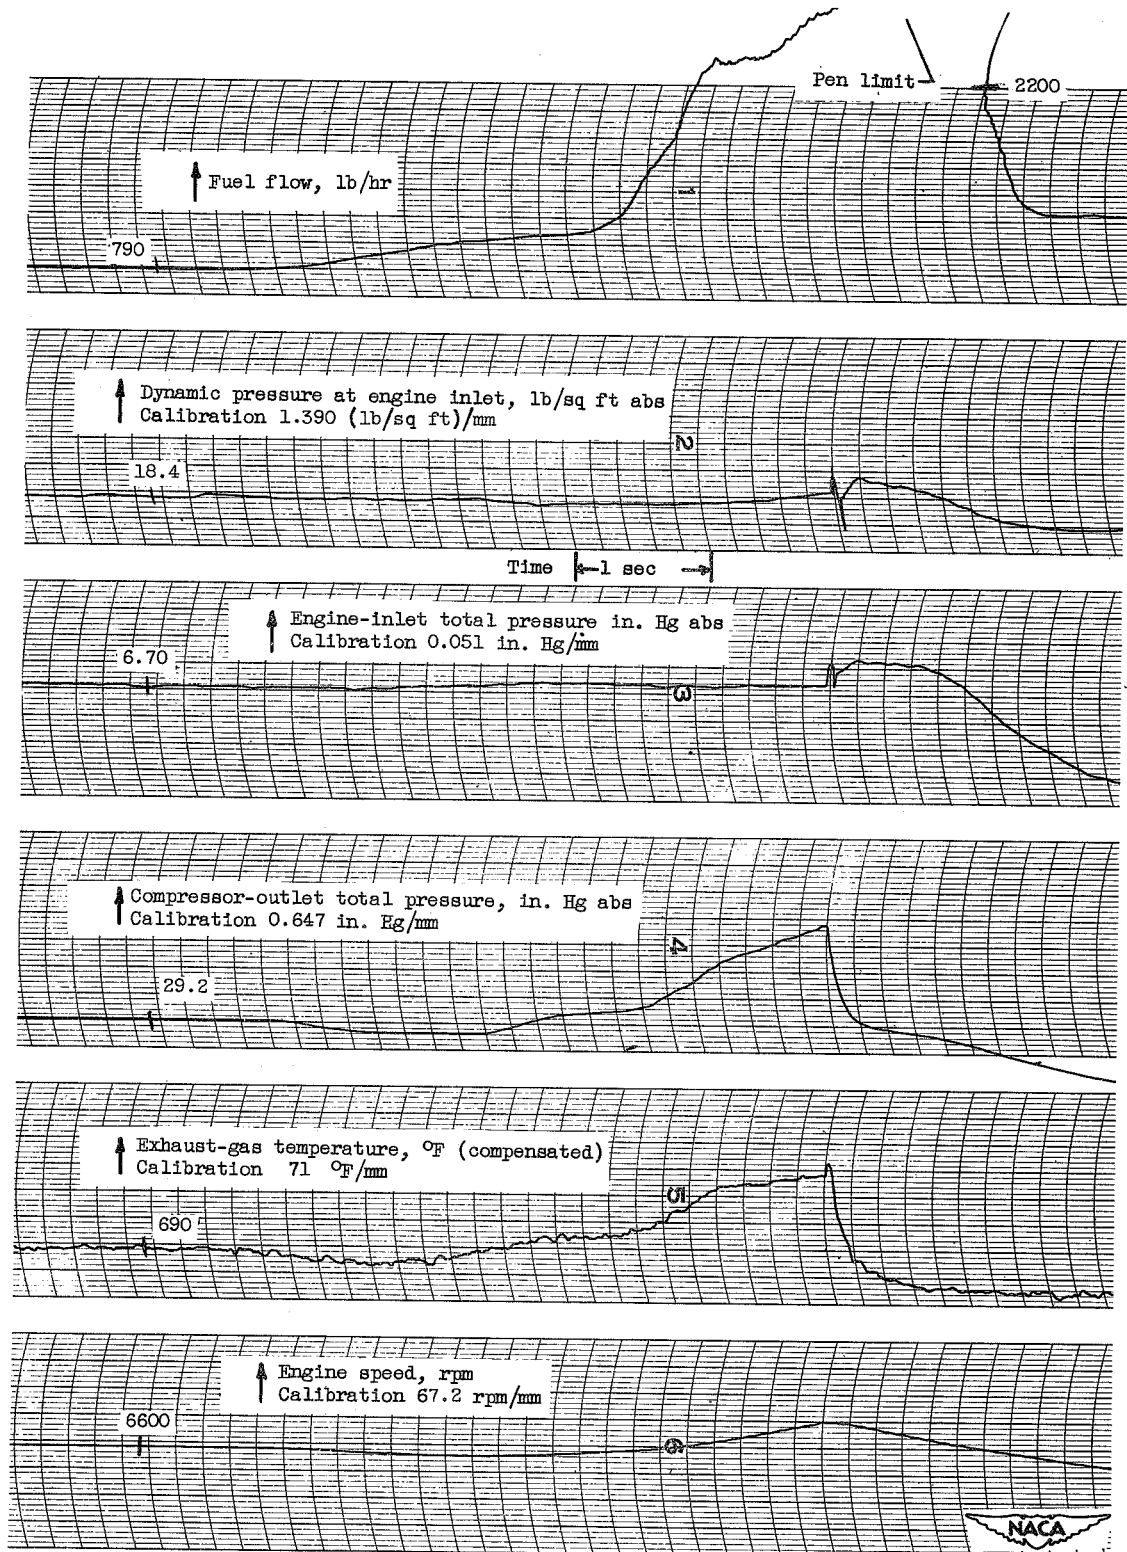 Pen limit
2200
Fuel flow, lb/hr
790
1
Dynamic pressure at engine inlet, lb/sq ft abs
Calibration 1.390 (lb/sq ft)/mm
2
18.4
Time 1 sec
Engine-inlet total pressure in. Hg abs
Calibration 0.051 in. Hg/mm
6.70
3
Compressor-outlet total pressure, in. Hg abs
Calibration 0.647 in. Hg/mm
4
29.2
Exhaust-gas temperature, °F (compensated)
Calibration 71 °F/mm
5
690
Engine speed, rpm
Calibration 67.2 rpm/mm
6600
6
NACA